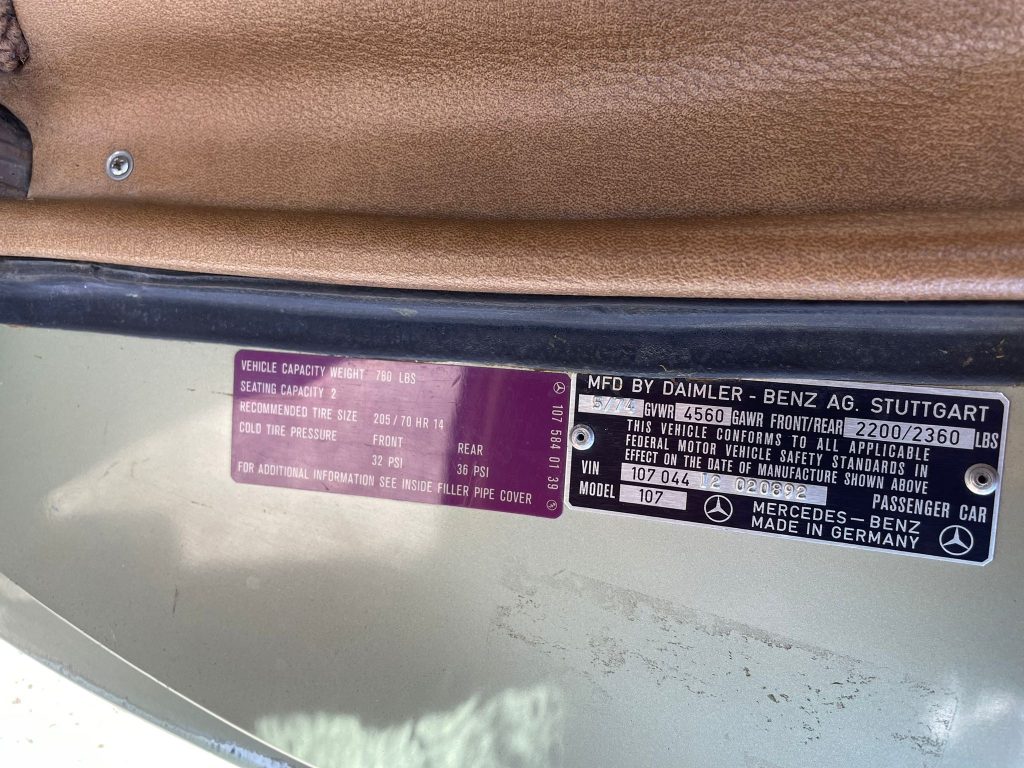 VEHICLE CAPACITY WEIGHT 780 LBS
SEATING CAPACITY 2
RECOMMENDED TIRE SIZE 205/70 HR 14
COLD TIRE PRESSURE FRONT REAR
32 PSI 36 PSI
FOR ADDITIONAL INFORMATION SEE INSIDE FILLER PIPE COVER
107 584 01 39
MFD BY DAIMLER - BENZ AG. STUTTGART
5/74 GVWR 4560 GAWR FRONT/REAR 2200/2360 LBS
THIS VEHICLE CONFORMS TO ALL APPLICABLE
FEDERAL MOTOR VEHICLE SAFETY STANDARDS IN
EFFECT ON THE DATE OF MANUFACTURE SHOWN ABOVE
VIN 107 044 12 020892
PASSENGER CAR
MODEL 107
MERCEDES-BENZ
MADE IN GERMANY